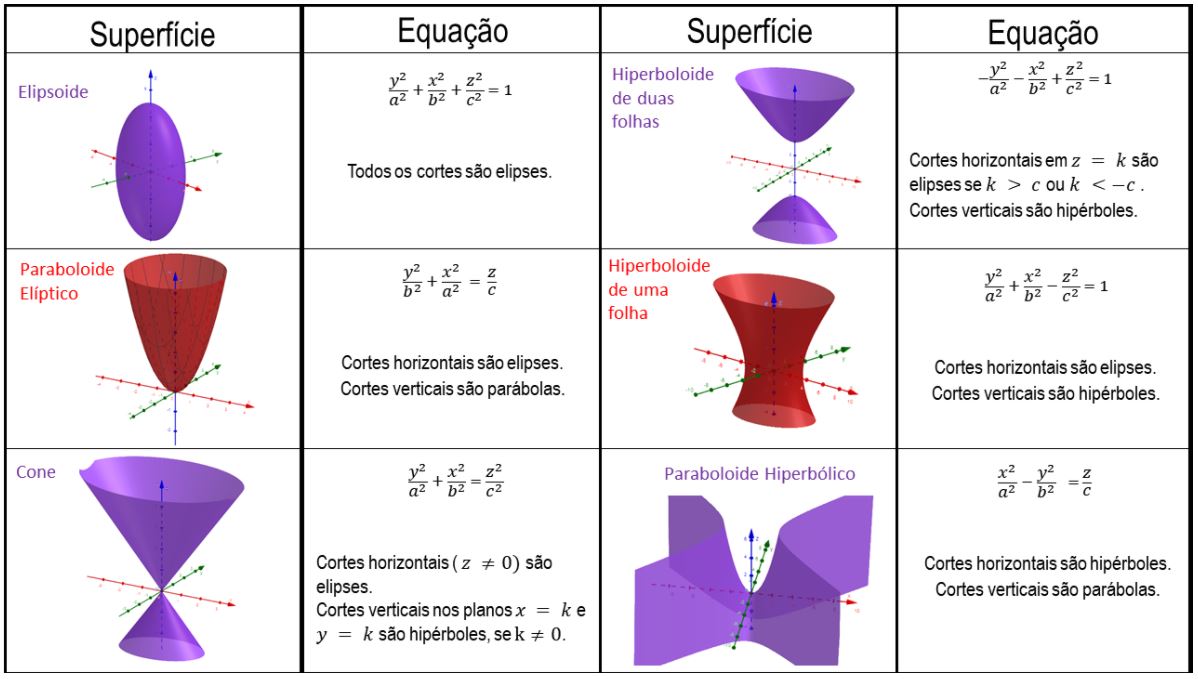 Superfície
Equação
Superfície
Equação
Elipsoide
y²/a² + x²/b² + z²/c² = 1
Todos os cortes são elipses.
Hiperboloide
de duas
folhas
-y²/a² - x²/b² + z²/c² = 1
Cortes horizontais em z = k são
elipses se k > c ou k < -c .
Cortes verticais são hipérboles.
Paraboloide
Elíptico
y²/b² + x²/a² = z/c
Cortes horizontais são elipses.
Cortes verticais são parábolas.
Hiperboloide
de uma
folha
y²/a² + x²/b² - z²/c² = 1
Cortes horizontais são elipses.
Cortes verticais são hipérboles.
Cone
y²/a² + x²/b² = z²/c²
Cortes horizontais ( z ≠ 0) são
elipses.
Cortes verticais nos planos x = k e
y = k são hipérboles, se k ≠ 0.
Paraboloide Hiperbólico
x²/a² - y²/b² = z/c
Cortes horizontais são hipérboles.
Cortes verticais são parábolas.